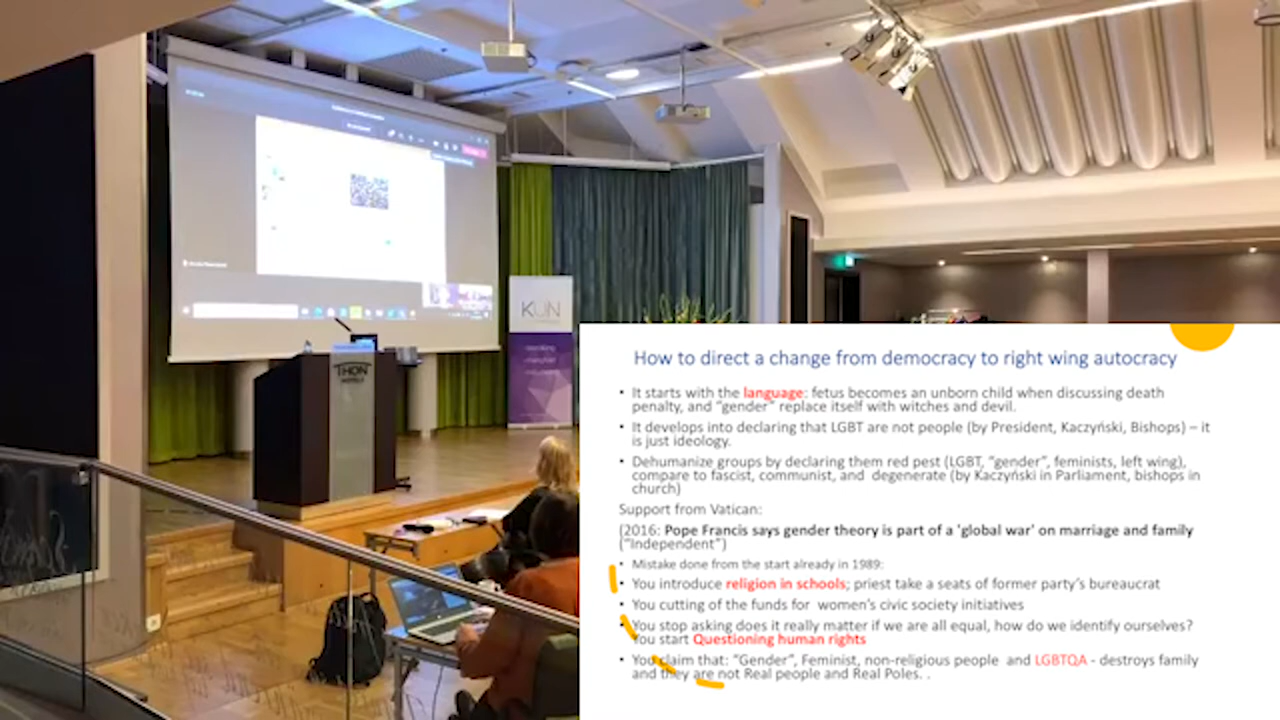 KUN
THON
HOTELS
How to direct a change from democracy to right wing autocracy
• It starts with the language: fetus becomes an unborn child when discussing death
penalty, and “gender” replace itself with witches and devil.
• It develops into declaring that LGBT are not people (by President, Kaczyński, Bishops) – it
is just ideology.
• Dehumanize groups by declaring them red pest (LGBT, “gender”, feminists, left wing),
compare to fascist, communist, and degenerate (by Kaczyński in Parliament, bishops in
church)
Support from Vatican:
(2016: Pope Francis says gender theory is part of a 'global war' on marriage and family
(“Independent”)
• Mistake done from the start already in 1989:
• You introduce religion in schools; priest take a seats of former party’s bureaucrat
• You cutting of the funds for women’s civic society initiatives
• You stop asking does it really matter if we are all equal, how do we identify ourselves?
You start Questioning human rights
• You claim that: “Gender”, Feminist, non-religious people and LGBTQA - destroys family
and they are not Real people and Real Poles. .